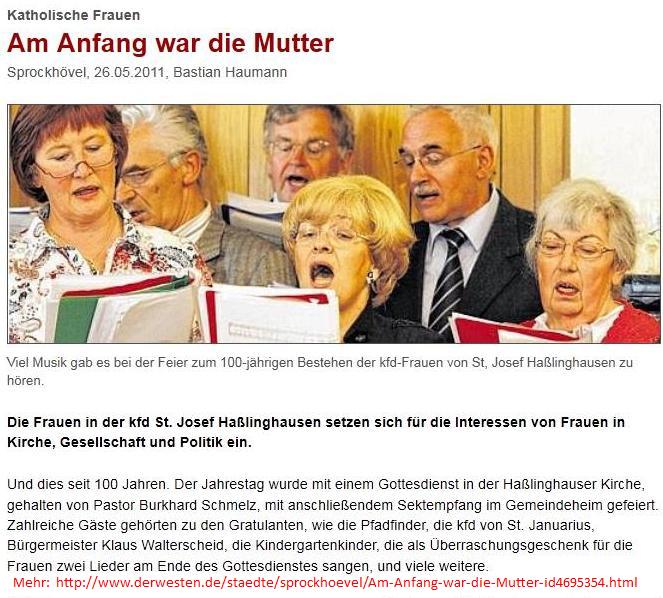 Katholische Frauen
Am Anfang war die Mutter
Sprockhövel, 26.05.2011, Bastian Haumann
Viel Musik gab es bei der Feier zum 100-jährigen Bestehen der kfd-Frauen von St, Josef Haßlinghausen zu
hören.
Die Frauen in der kfd St. Josef Haßlinghausen setzen sich für die Interessen von Frauen in
Kirche, Gesellschaft und Politik ein.
Und dies seit 100 Jahren. Der Jahrestag wurde mit einem Gottesdienst in der Haßlinghauser Kirche,
gehalten von Pastor Burkhard Schmelz, mit anschließendem Sektempfang im Gemeindeheim gefeiert.
Zahlreiche Gäste gehörten zu den Gratulanten, wie die Pfadfinder, die kfd von St. Januarius,
Bürgermeister Klaus Walterscheid, die Kindergartenkinder, die als Überraschungsgeschenk für die
Frauen zwei Lieder am Ende des Gottesdienstes sangen, und viele weitere.
Mehr: http://www.derwesten.de/staedte/sprockhoevel/Am-Anfang-war-die-Mutter-id4695354.html